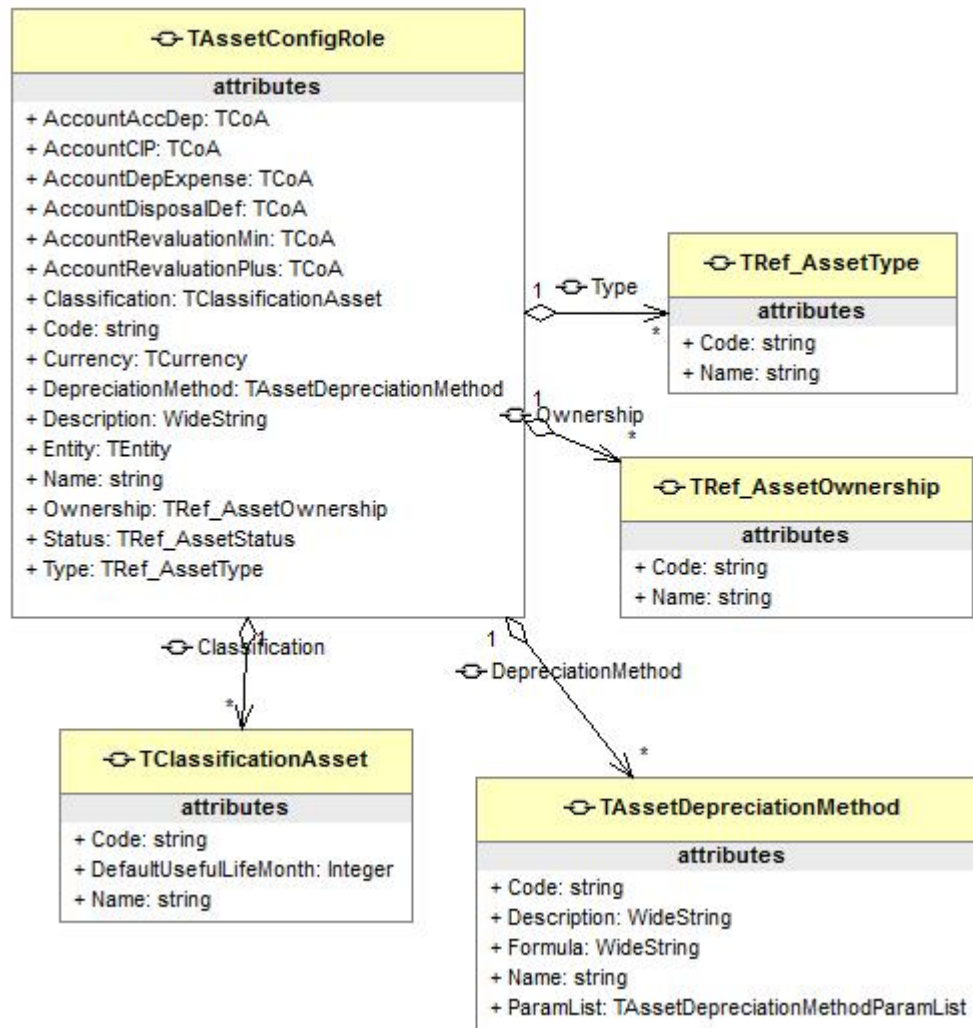 TAssetConfigRole
attributes
+ AccountAccDep: TCoA
+ AccountCIP: TCoA
+ AccountDepExpense: TCoA
+ AccountDisposalDef: TCoA
+ AccountRevaluationMin: TCoA
+ AccountRevaluationPlus: TCoA
+ Classification: TClassificationAsset
+ Code: string
+ Currency: TCurrency
+ DepreciationMethod: TAssetDepreciationMethod
+ Description: WideString
+ Entity: TEntity
+ Name: string
+ Ownership: TRef_AssetOwnership
+ Status: TRef_AssetStatus
+ Type: TRef_AssetType
1 Type
*
TRef_AssetType
attributes
+ Code: string
+ Name: string
1
Ownership
*
TRef_AssetOwnership
attributes
+ Code: string
+ Name: string
1
Classification
*
TClassificationAsset
attributes
+ Code: string
+ DefaultUsefulLifeMonth: Integer
+ Name: string
1
DepreciationMethod
*
TAssetDepreciationMethod
attributes
+ Code: string
+ Description: WideString
+ Formula: WideString
+ Name: string
+ ParamList: TAssetDepreciationMethodParamList